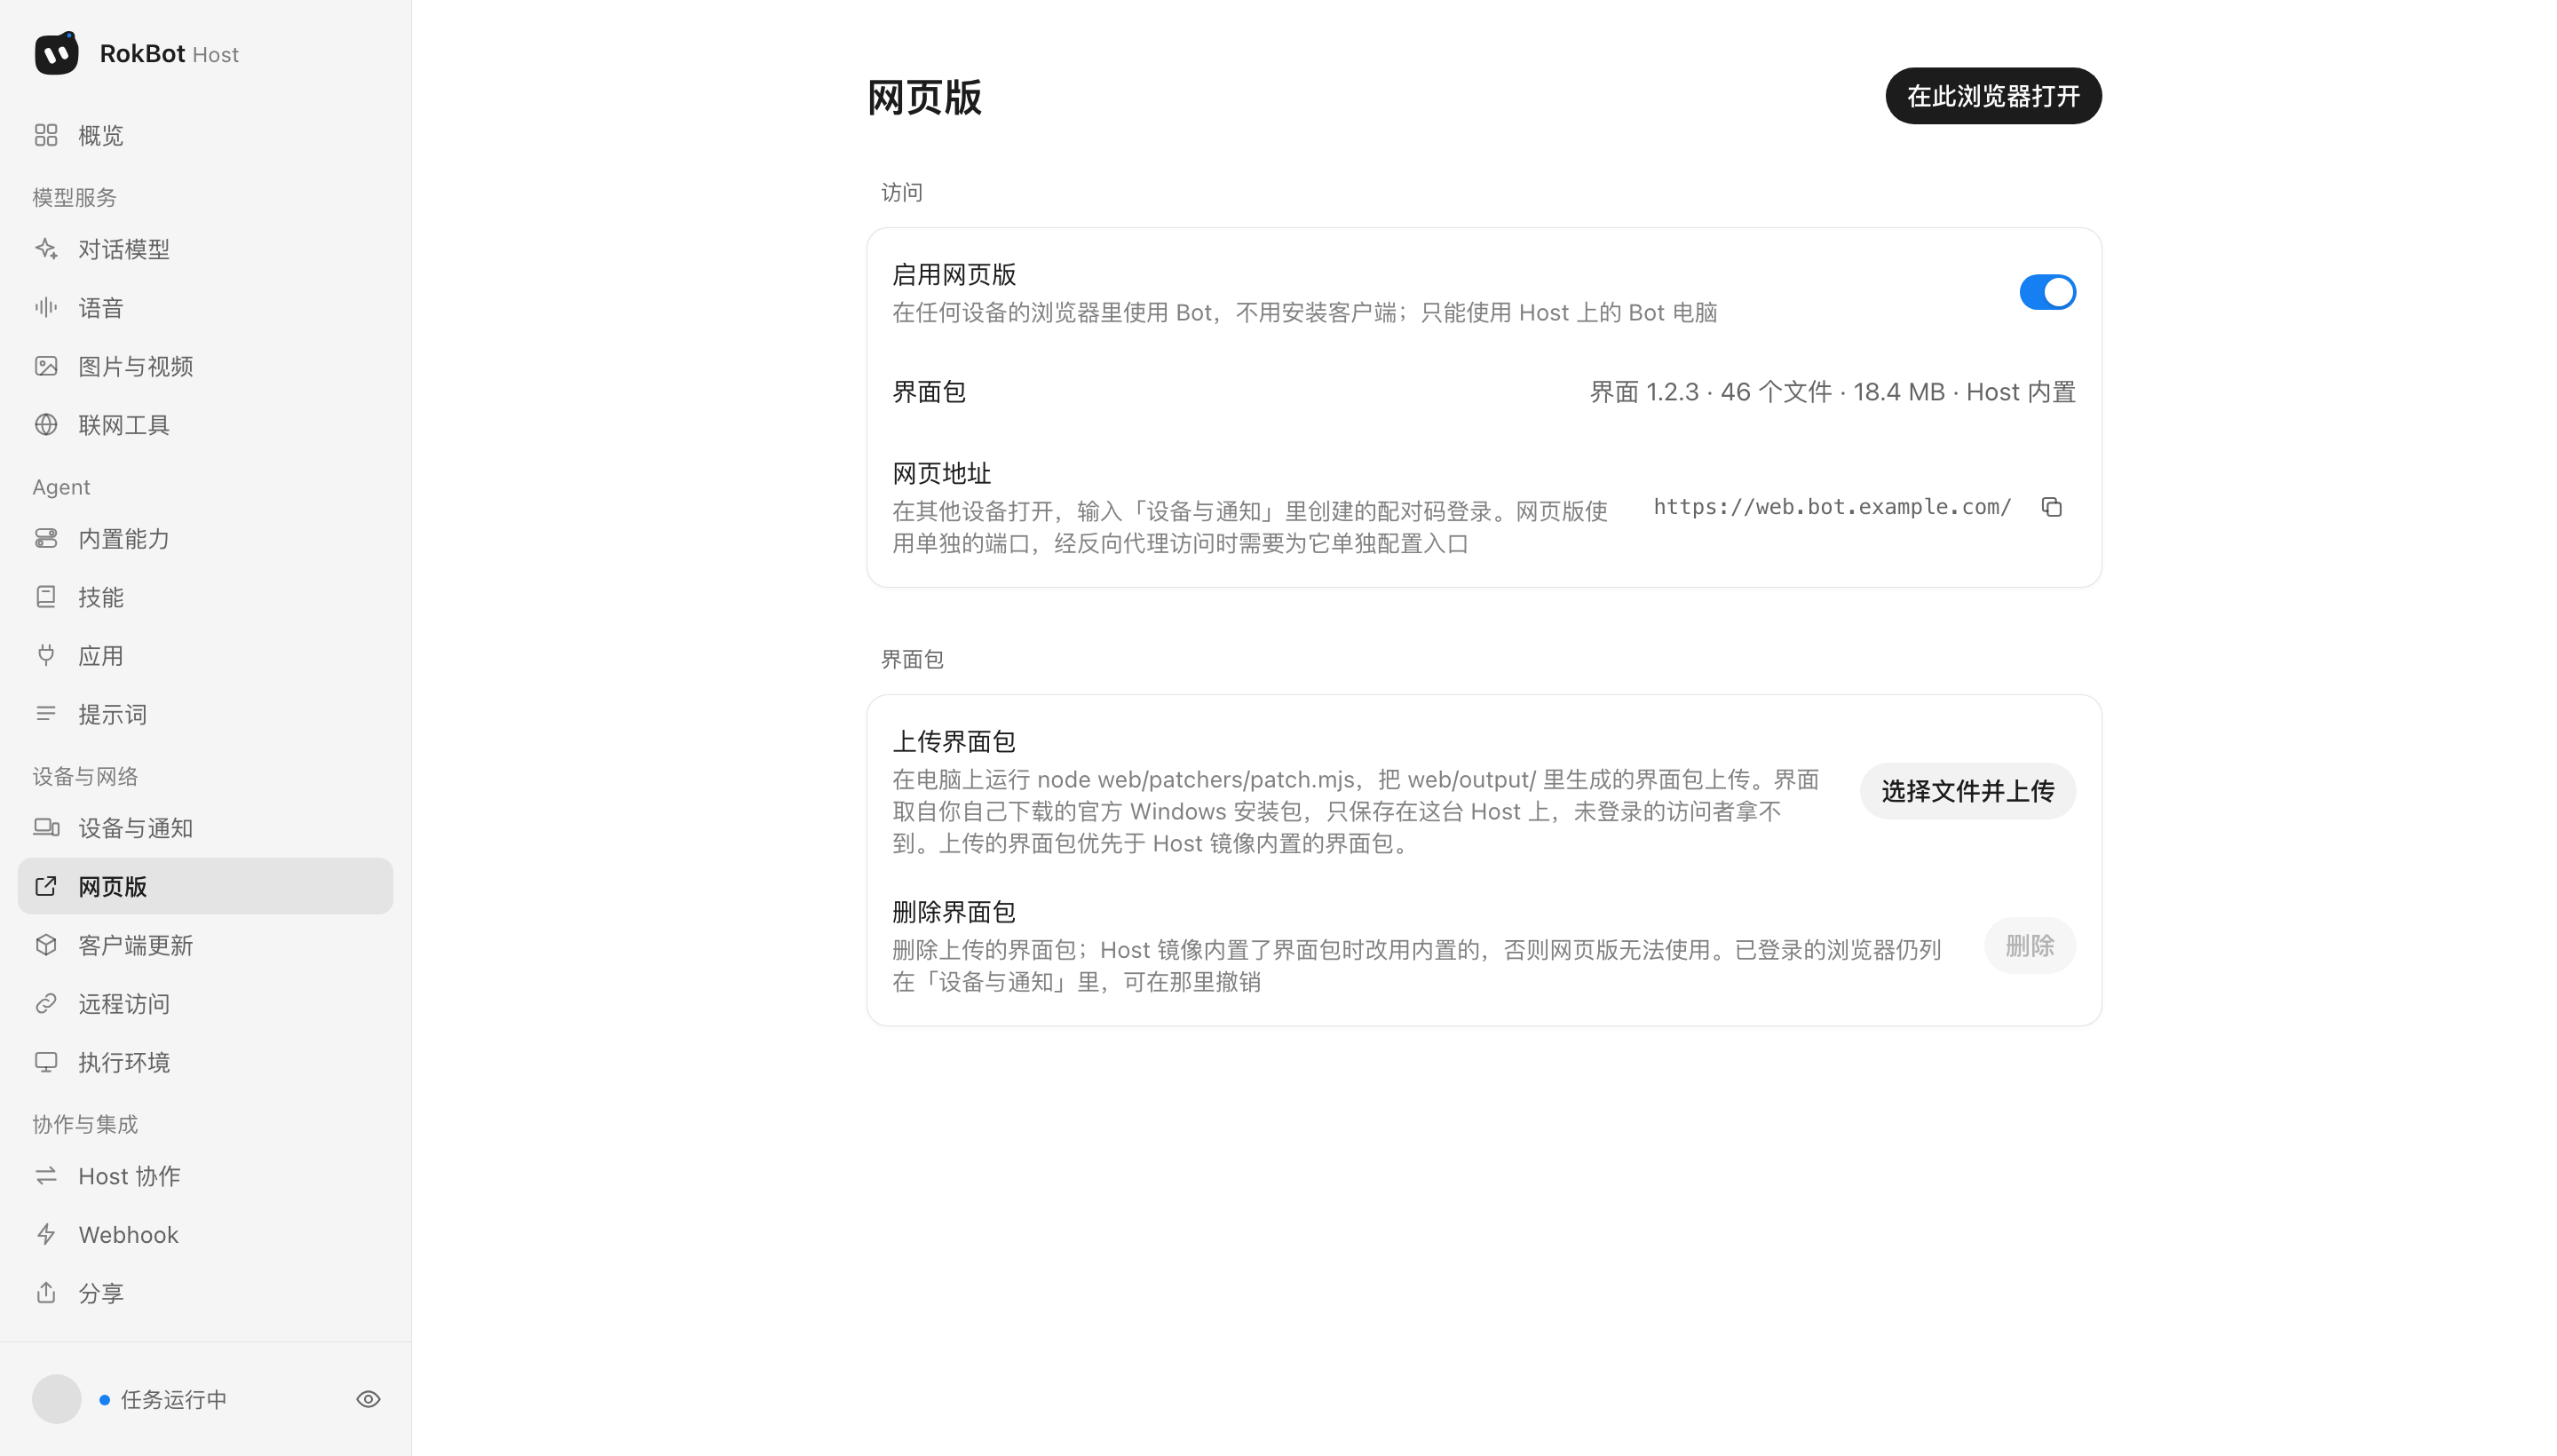 RokBot Host
概览
模型服务
对话模型
语音
图片与视频
联网工具
Agent
内置能力
技能
应用
提示词
设备与网络
设备与通知
网页版
客户端更新
远程访问
执行环境
协作与集成
Host 协作
Webhook
分享
任务运行中
网页版
在此浏览器打开
访问
启用网页版
在任何设备的浏览器里使用 Bot，不用安装客户端；只能使用 Host 上的 Bot 电脑
界面包
界面 1.2.3 · 46 个文件 · 18.4 MB · Host 内置
网页地址
在其他设备打开，输入「设备与通知」里创建的配对码登录。网页版使
用单独的端口，经反向代理访问时需要为它单独配置入口
https://web.bot.example.com/
界面包
上传界面包
在电脑上运行 node web/patchers/patch.mjs，把 web/output/ 里生成的界面包上传。界面
取自你自己下载的官方 Windows 安装包，只保存在这台 Host 上，未登录的访问者拿不
到。上传的界面包优先于 Host 镜像内置的界面包。
选择文件并上传
删除界面包
删除上传的界面包；Host 镜像内置了界面包时改用内置的，否则网页版无法使用。已登录的浏览器仍列
在「设备与通知」里，可在那里撤销
删除